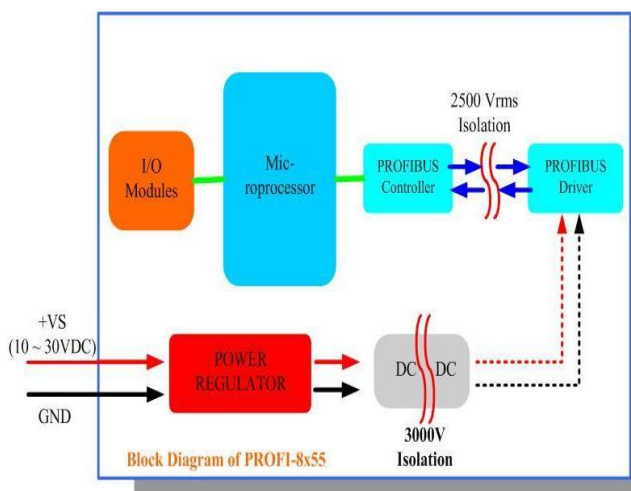 2500 Vrms
Isolation
I/O
Modules
Mic-
roprocessor
PROFIBUS
Controller
PROFIBUS
Driver
+VS
(10 ~ 30VDC)
GND
POWER
REGULATOR
DC DC
3000V
Isolation
Block Diagram of PROFI-8x55